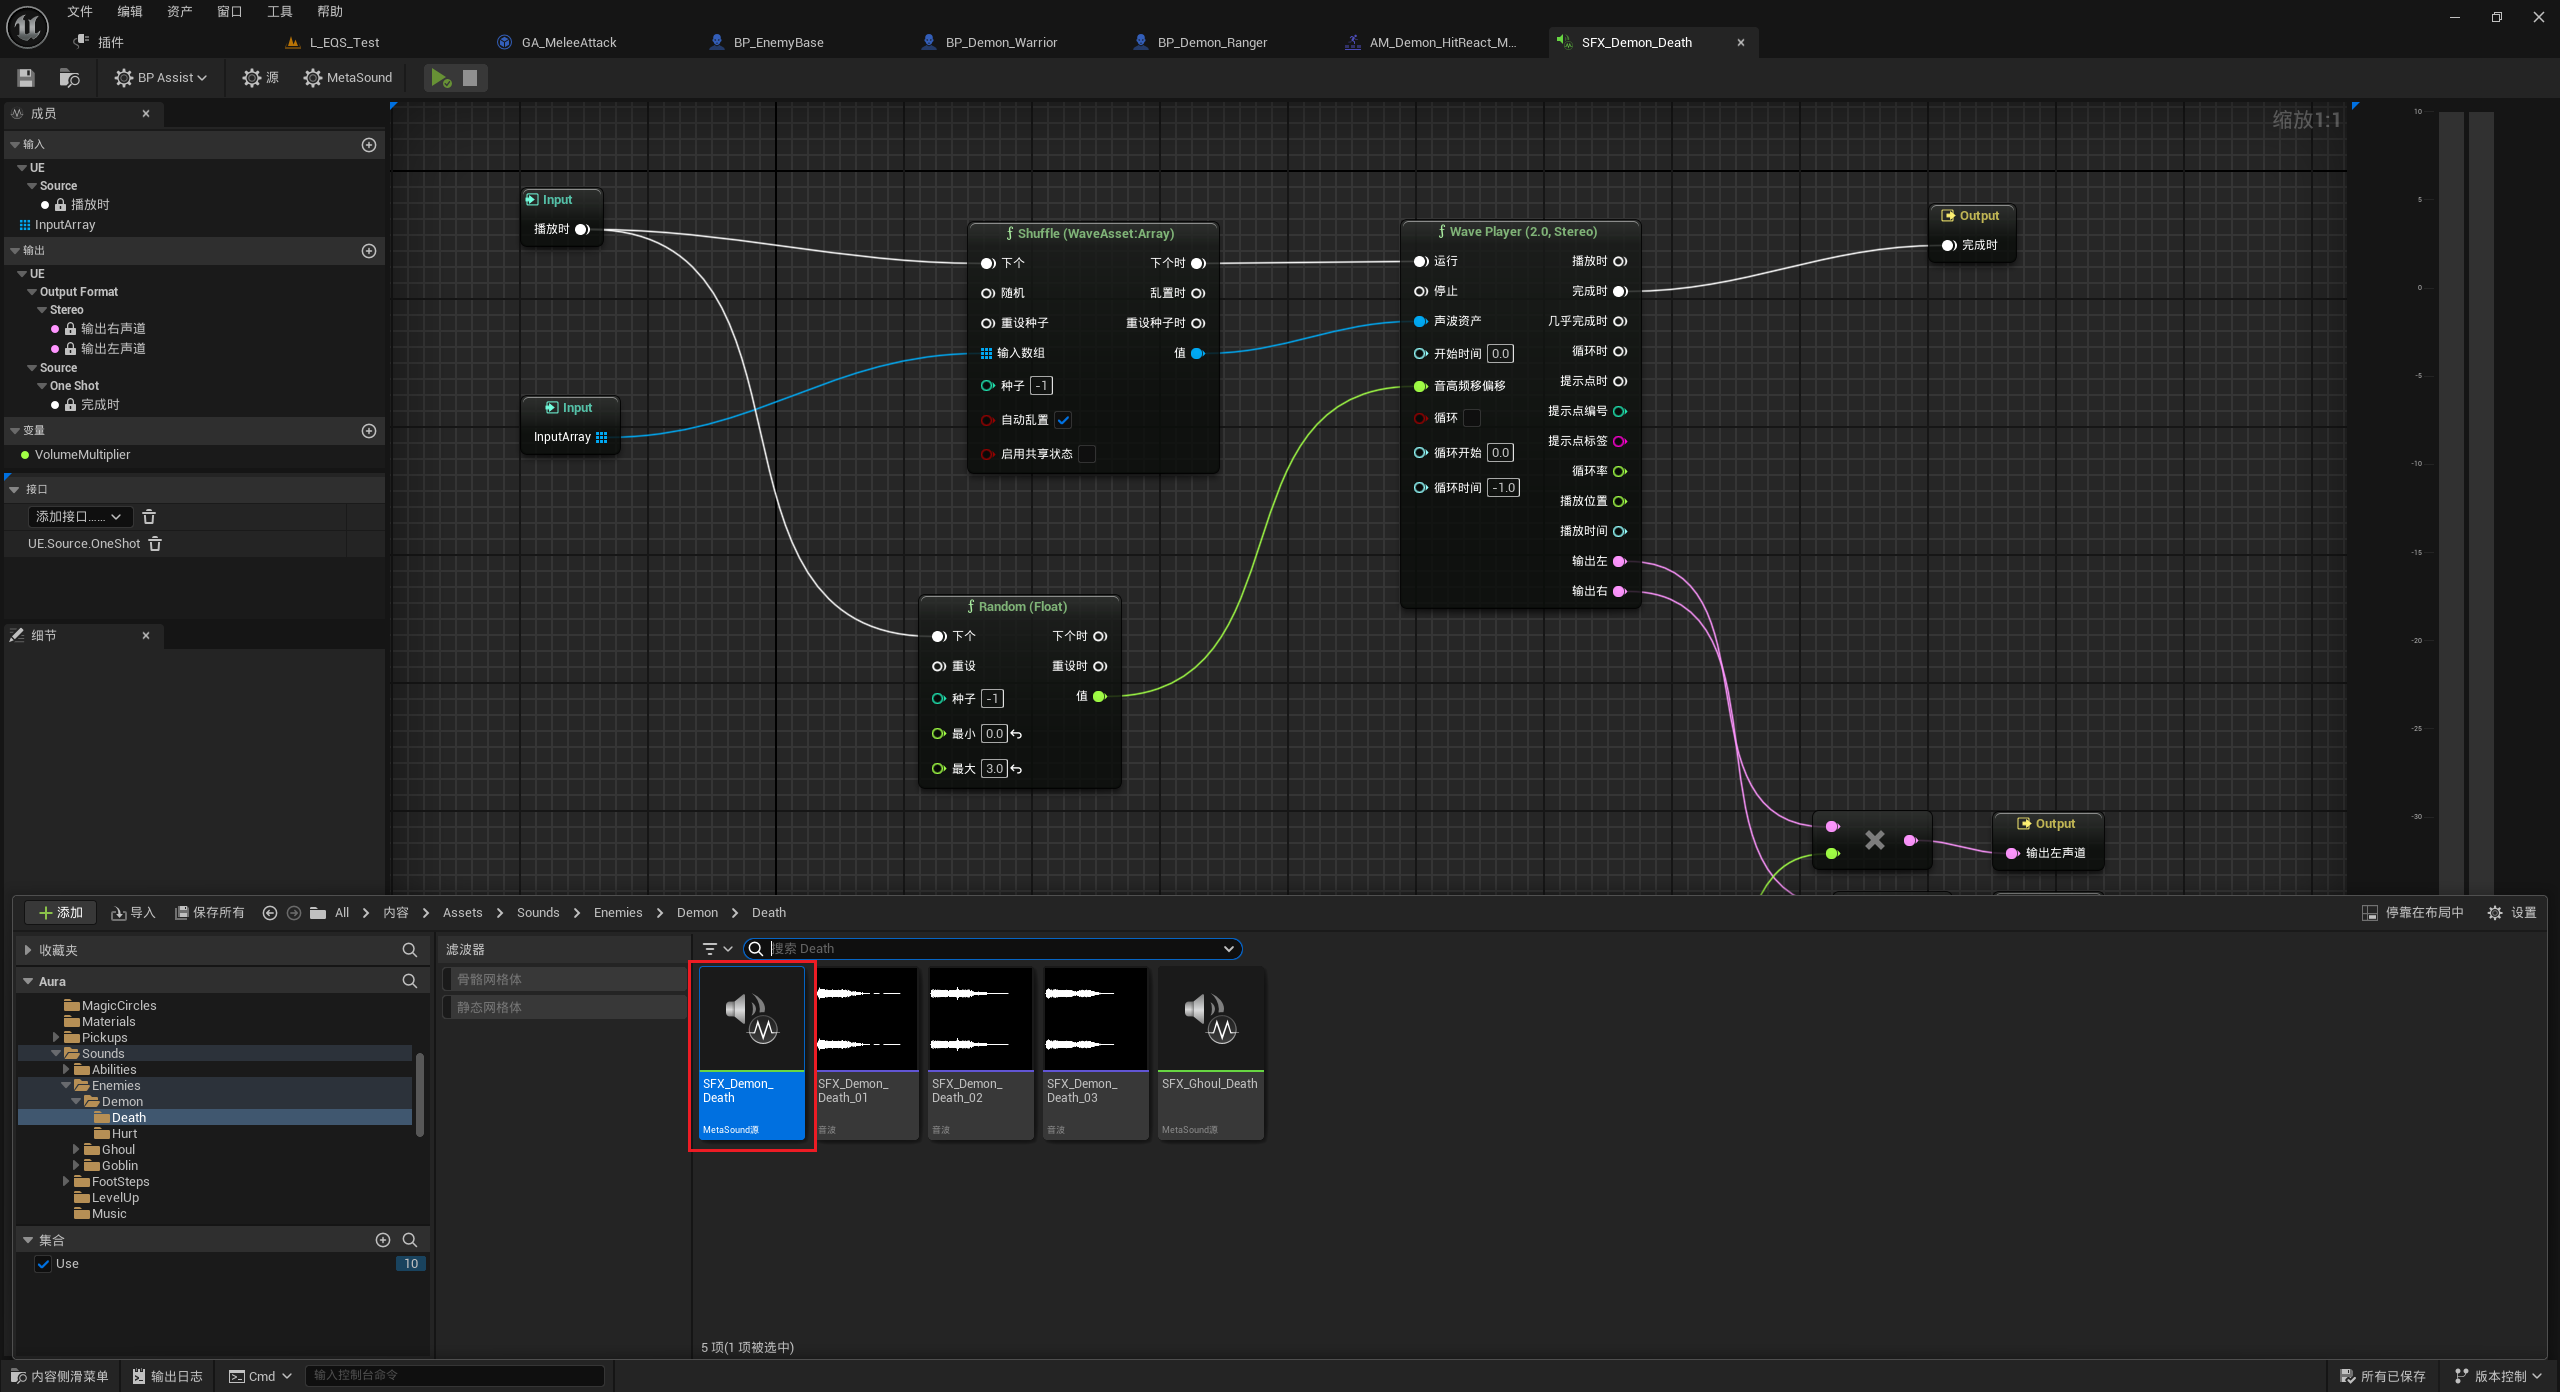 文件 编辑 资产 窗口 工具 帮助
插件 L_EQS_Test GA_MeleeAttack BP_EnemyBase BP_Demon_Warrior BP_Demon_Ranger AM_Demon_HitReact_M... SFX_Demon_Death
BP Assist 源 MetaSound
成员
输入
UE
Source
播放时
InputArray
输出
UE
Output Format
Stereo
输出右声道
输出左声道
Source
One Shot
完成时
变量
VolumeMultiplier
接口
添加接口......
UE.Source.OneShot
细节
缩放1:1
Input
播放时
Input
InputArray
Shuffle (WaveAsset:Array)
下个 下个时
随机 乱置时
重设种子 重设种子时
输入数组 值
种子 -1
自动乱置
启用共享状态
Random (Float)
下个 下个时
重设 重设时
种子 -1 值
最小 0.0
最大 3.0
Wave Player (2.0, Stereo)
运行 播放时
停止 完成时
声波资产 几乎完成时
开始时间 0.0 循环时
音高频移偏移 提示点时
循环 提示点编号
提示点标签
循环开始 0.0 循环率
循环时间 -1.0 播放位置
播放时间
输出左
输出右
Output
完成时
Output
输出左声道
10
5
0
-5
-10
-15
-20
-25
-30
添加 导入 保存所有 All 内容 Assets Sounds Enemies Demon Death 停靠在布局中 设置
收藏夹
Aura
MagicCircles
Materials
Pickups
Sounds
Abilities
Enemies
Demon
Death
Hurt
Ghoul
Goblin
FootSteps
LevelUp
Music
集合
Use 10
滤波器
骨骼网格体
静态网格体
搜索 Death
SFX_Demon_
Death
MetaSound源
SFX_Demon_
Death_01
音波
SFX_Demon_
Death_02
音波
SFX_Demon_
Death_03
音波
SFX_Ghoul_Death
MetaSound源
5 项(1 项被选中)
内容侧滑菜单 输出日志 Cmd 输入控制台命令 所有已保存 版本控制